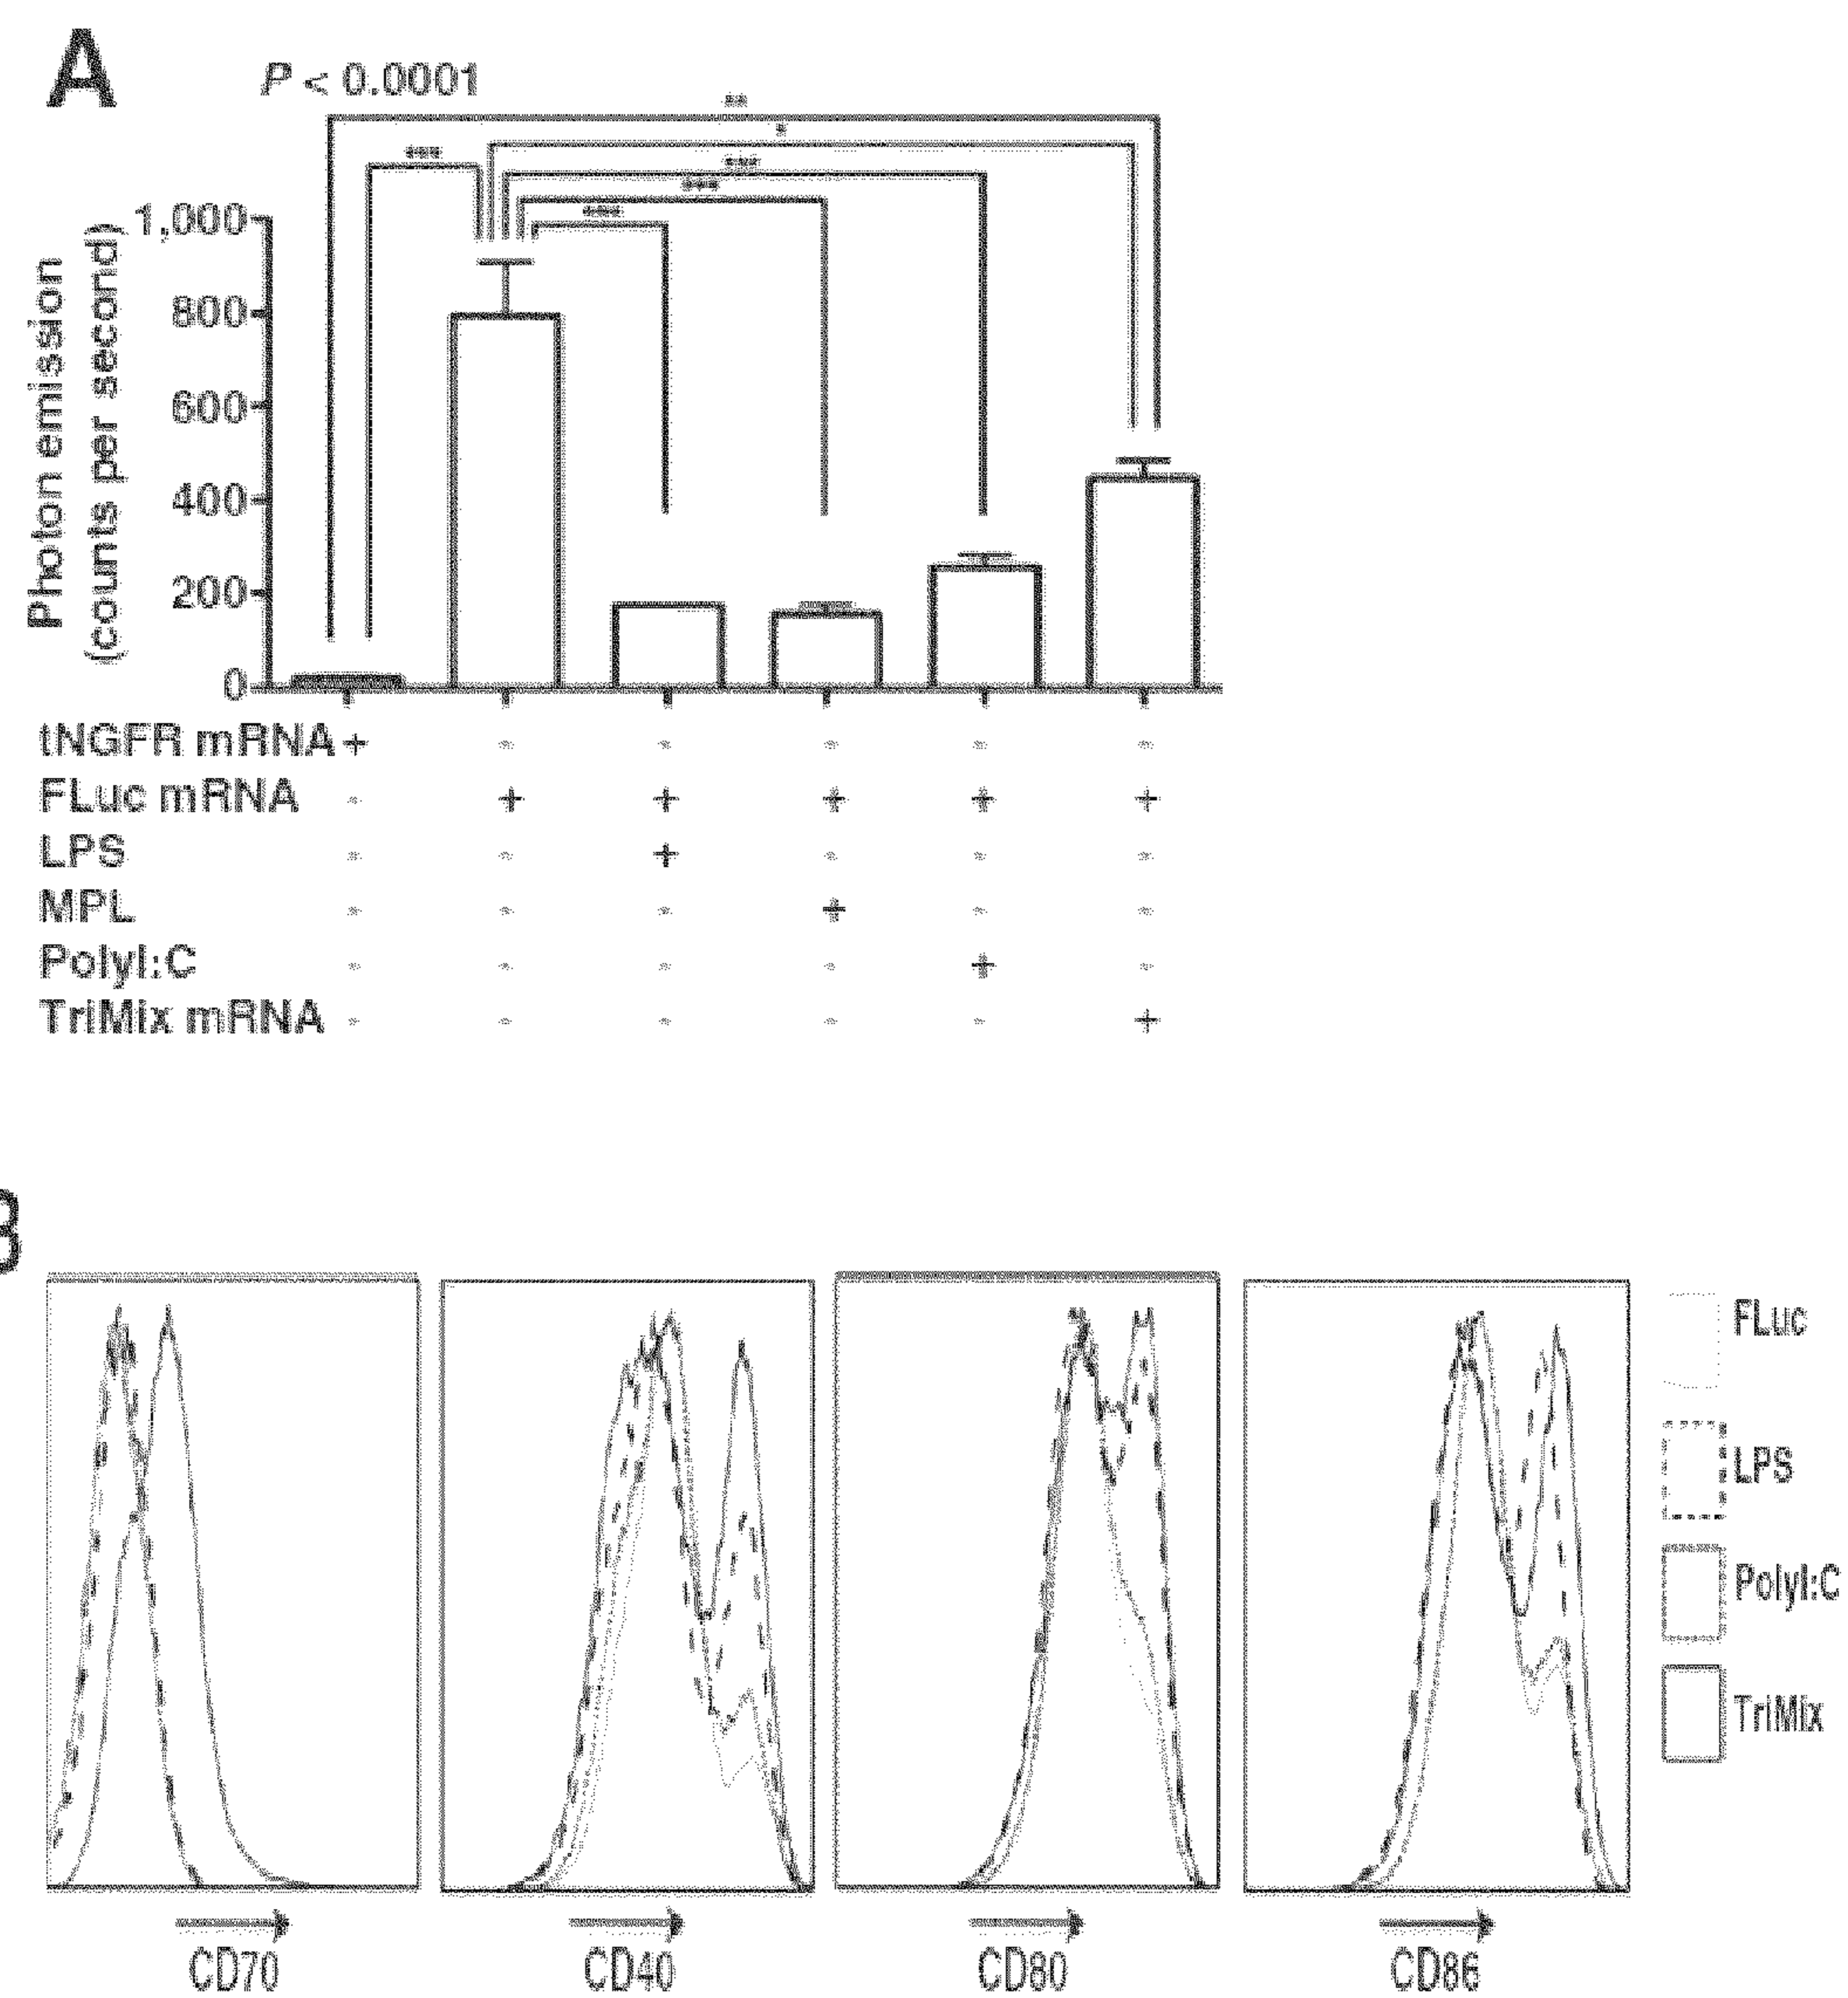 A
P < 0.0001
**
*
***
***
***
***
Photon emission
(counts per second)
1,000
800
600
400
200
0
tNGFR mRNA + - - - - -
FLuc mRNA - + + + + +
LPS - - + - - -
MPL - - - + - -
PolyI:C - - - - + -
TriMix mRNA - - - - - +
B
FLuc
LPS
PolyI:C
TriMix
CD70
CD40
CD80
CD86